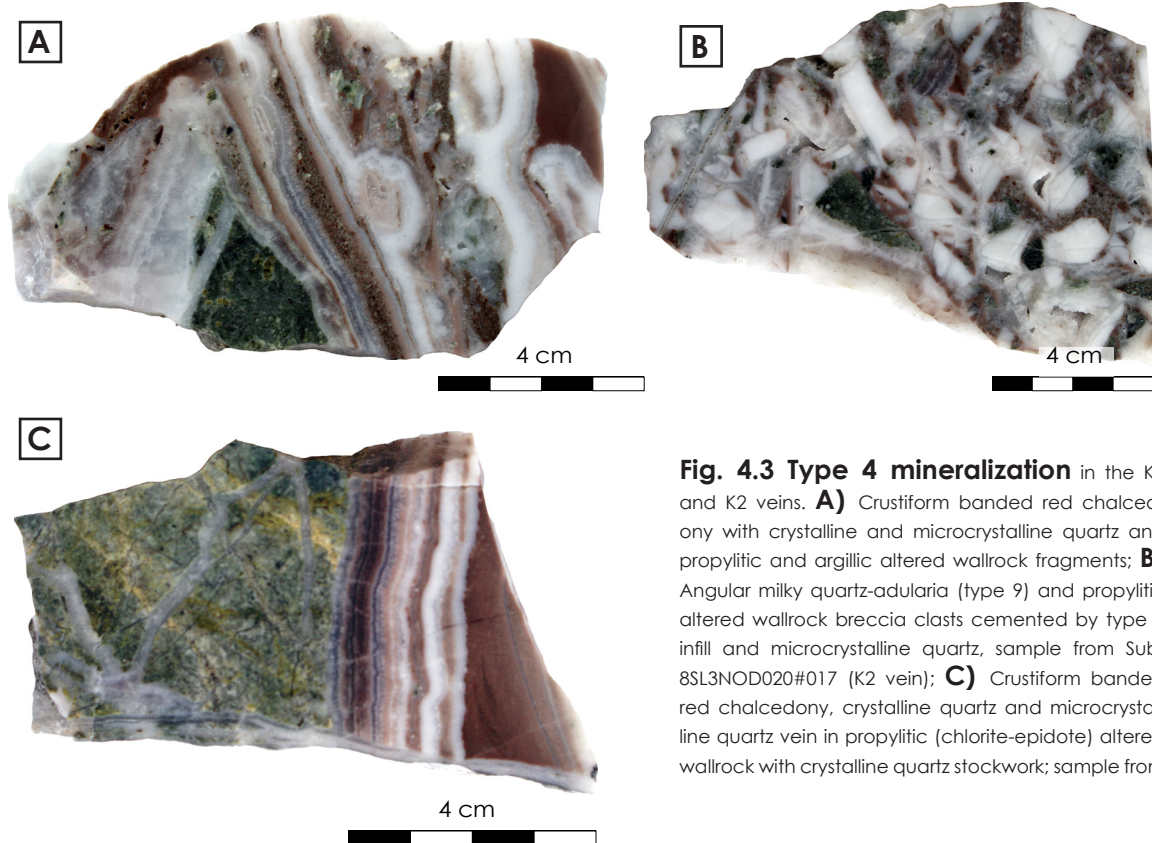 A
B
4 cm
4 cm
C
4 cm
Fig. 4.3 Type 4 mineralization in the K
and K2 veins. A) Crustiform banded red chalced
ony with crystalline and microcrystalline quartz an
propylitic and argillic altered wallrock fragments; B
Angular milky quartz-adularia (type 9) and propyliti
altered wallrock breccia clasts cemented by type
infill and microcrystalline quartz, sample from Sub
8SL3NOD020#017 (K2 vein); C) Crustiform bande
red chalcedony, crystalline quartz and microcrysta
line quartz vein in propylitic (chlorite-epidote) altere
wallrock with crystalline quartz stockwork; sample from